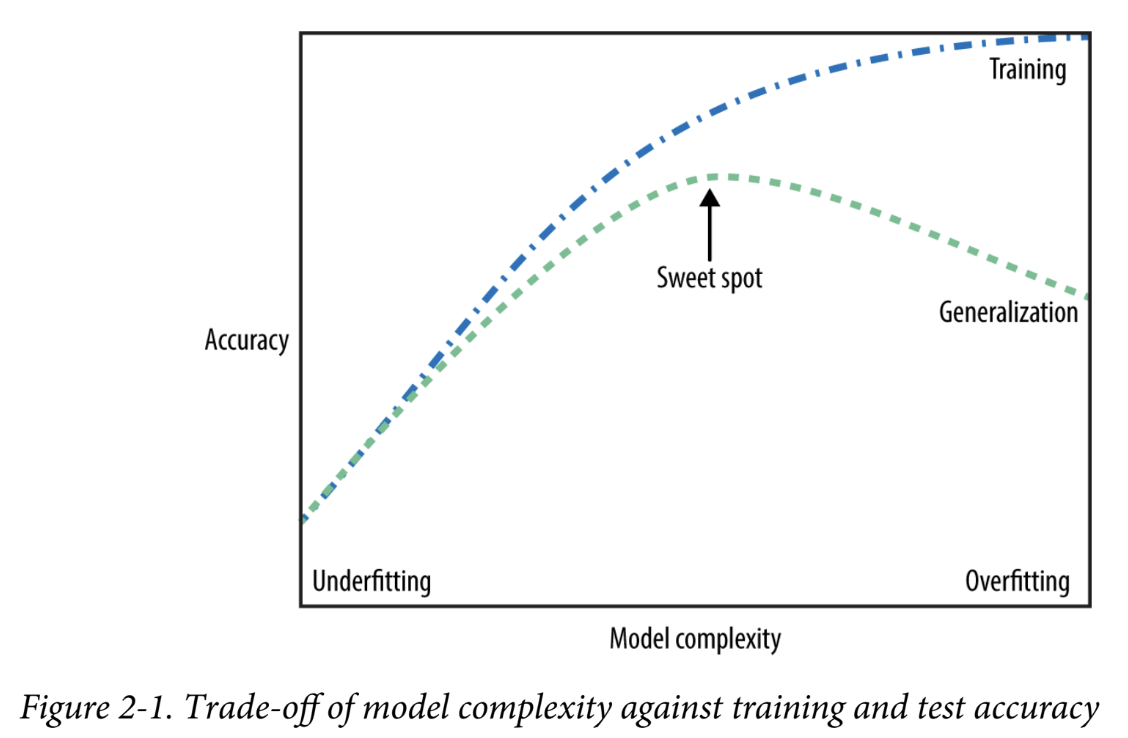 Training
Sweet spot
Generalization
Accuracy
Underfitting
Overfitting
Model complexity
Figure 2-1. Trade-off of model complexity against training and test accuracy